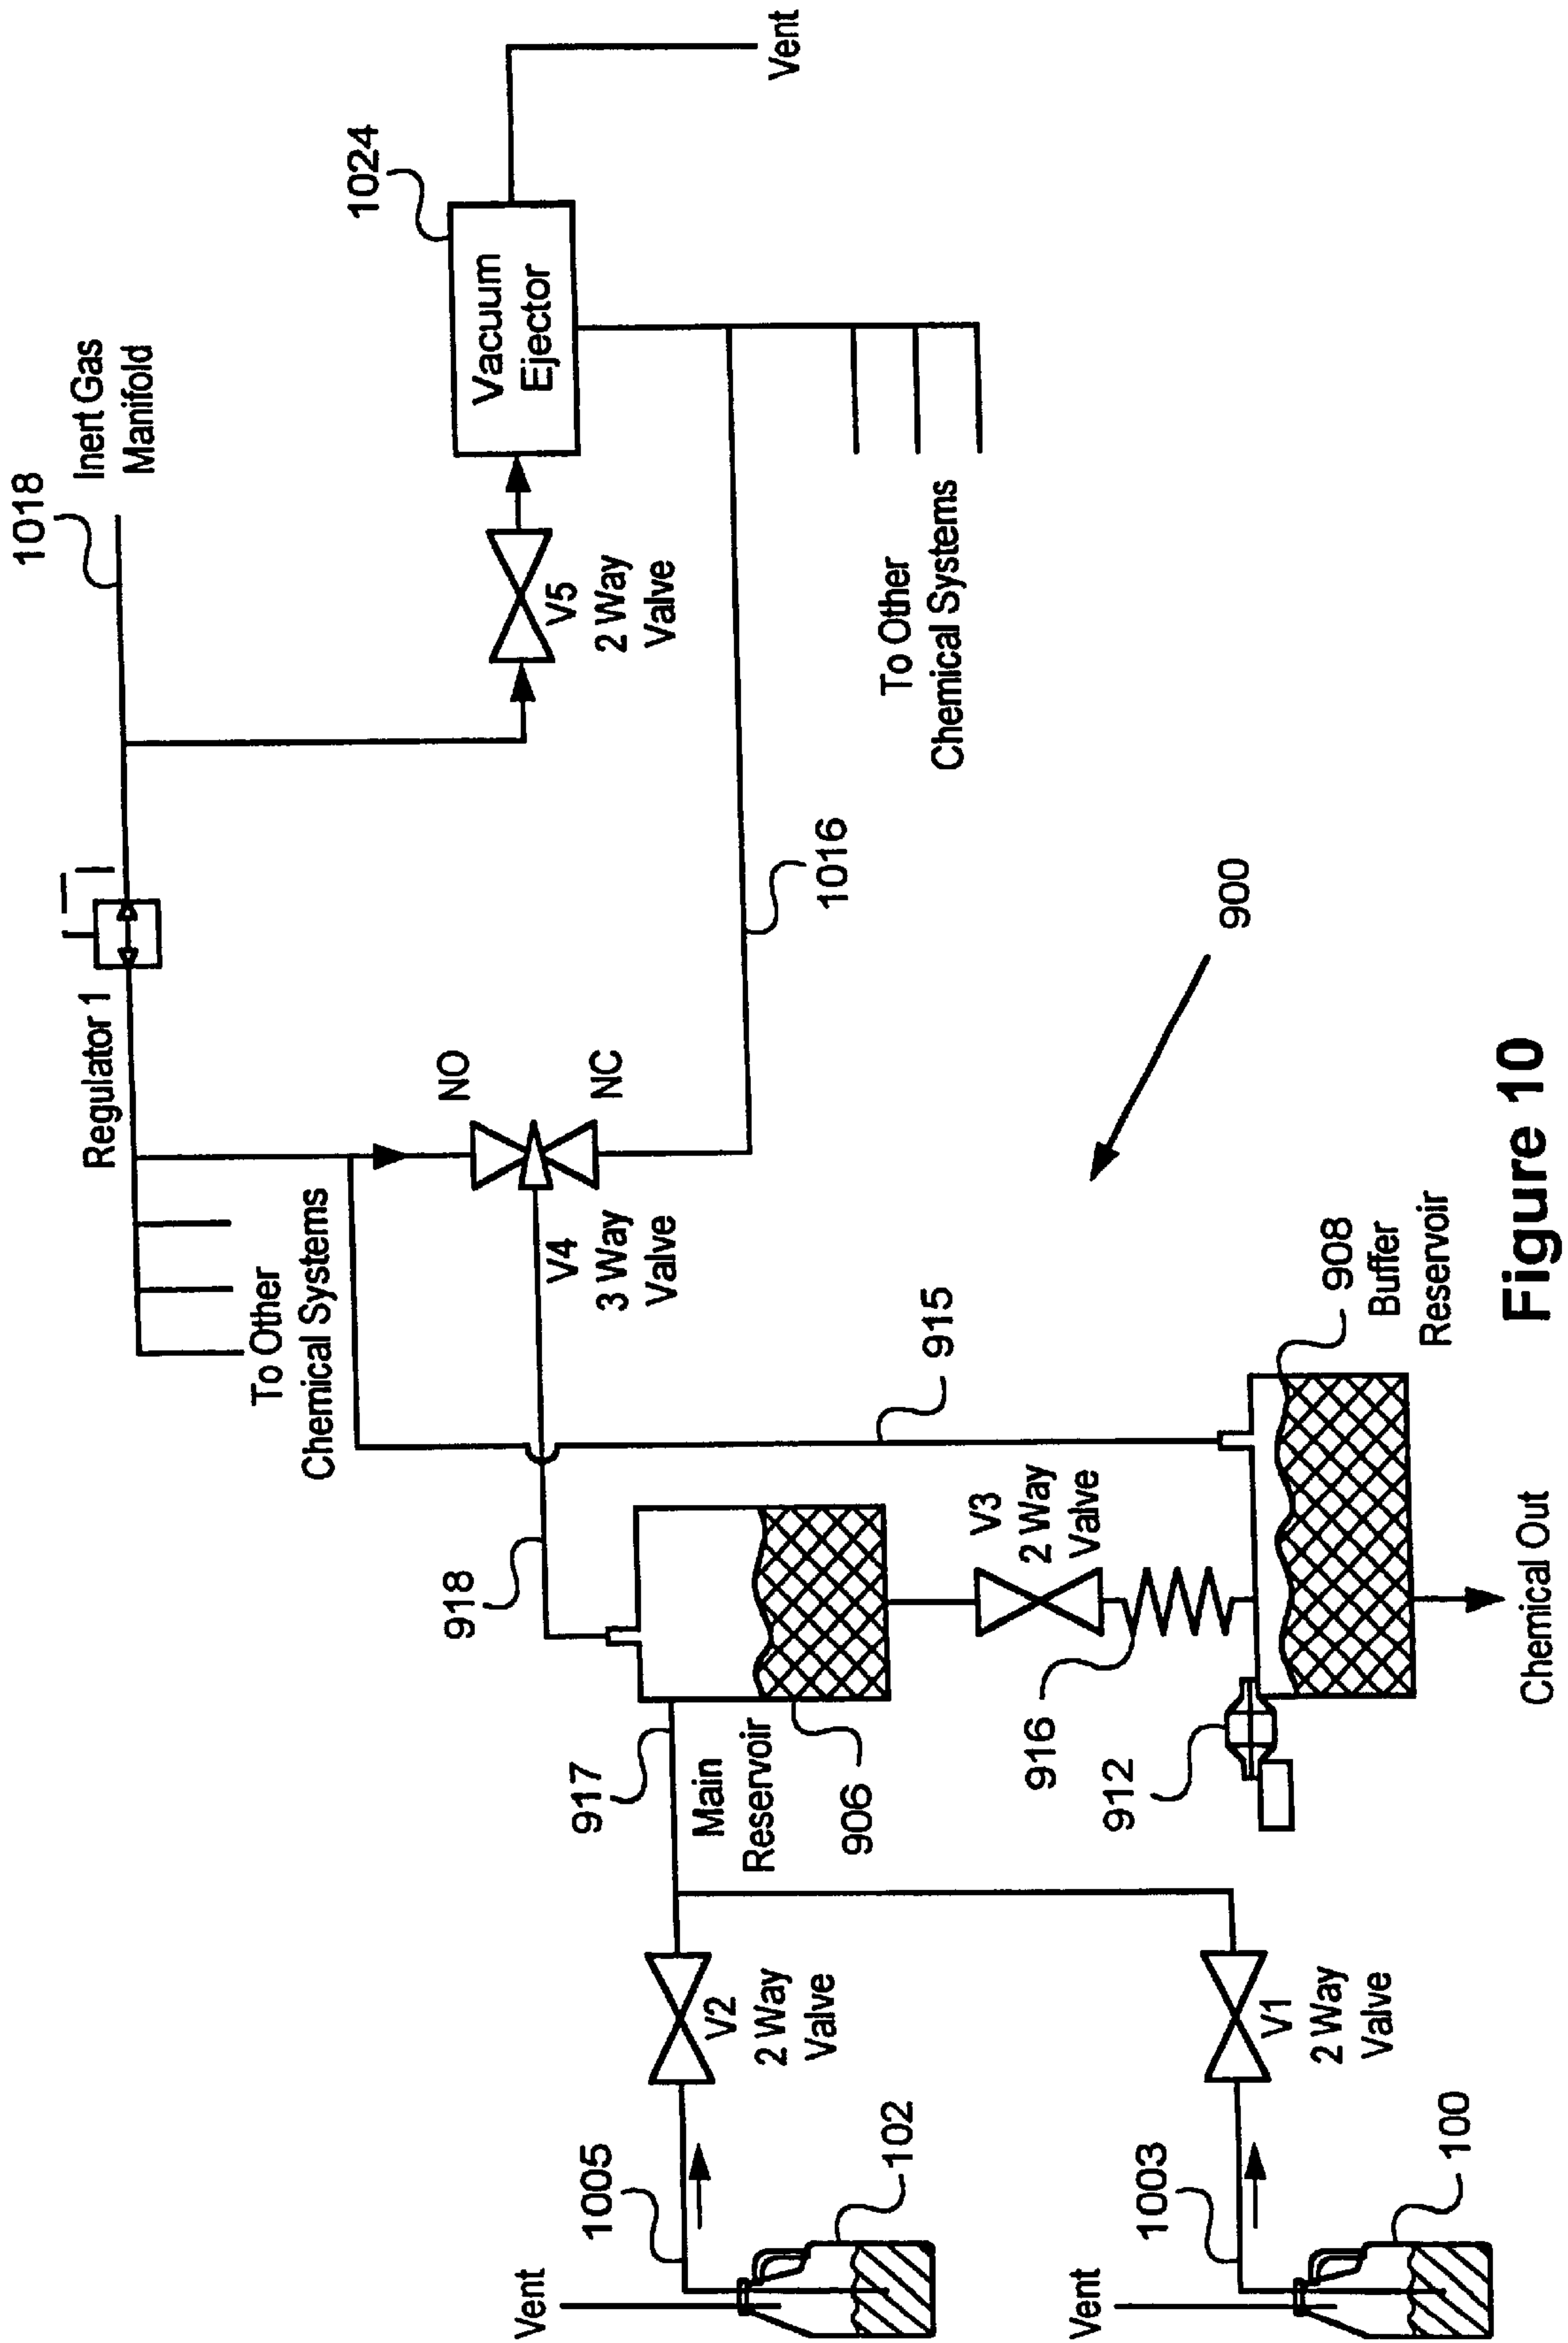 1018
Inert Gas
Manifold
1024
Vacuum
Ejector
Vent
Regulator 1
V5
2 Way
Valve
To Other
Chemical Systems
NO
NC
V4
3 Way
Valve
1016
To Other
Chemical Systems
918
915
900
917
Main
Reservoir
906
V3
2 Way
Valve
916
912
908
Buffer
Reservoir
Chemical Out
1005
V2
2 Way
Valve
Vent
102
1003
V1
2 Way
Valve
Vent
100
Figure 10